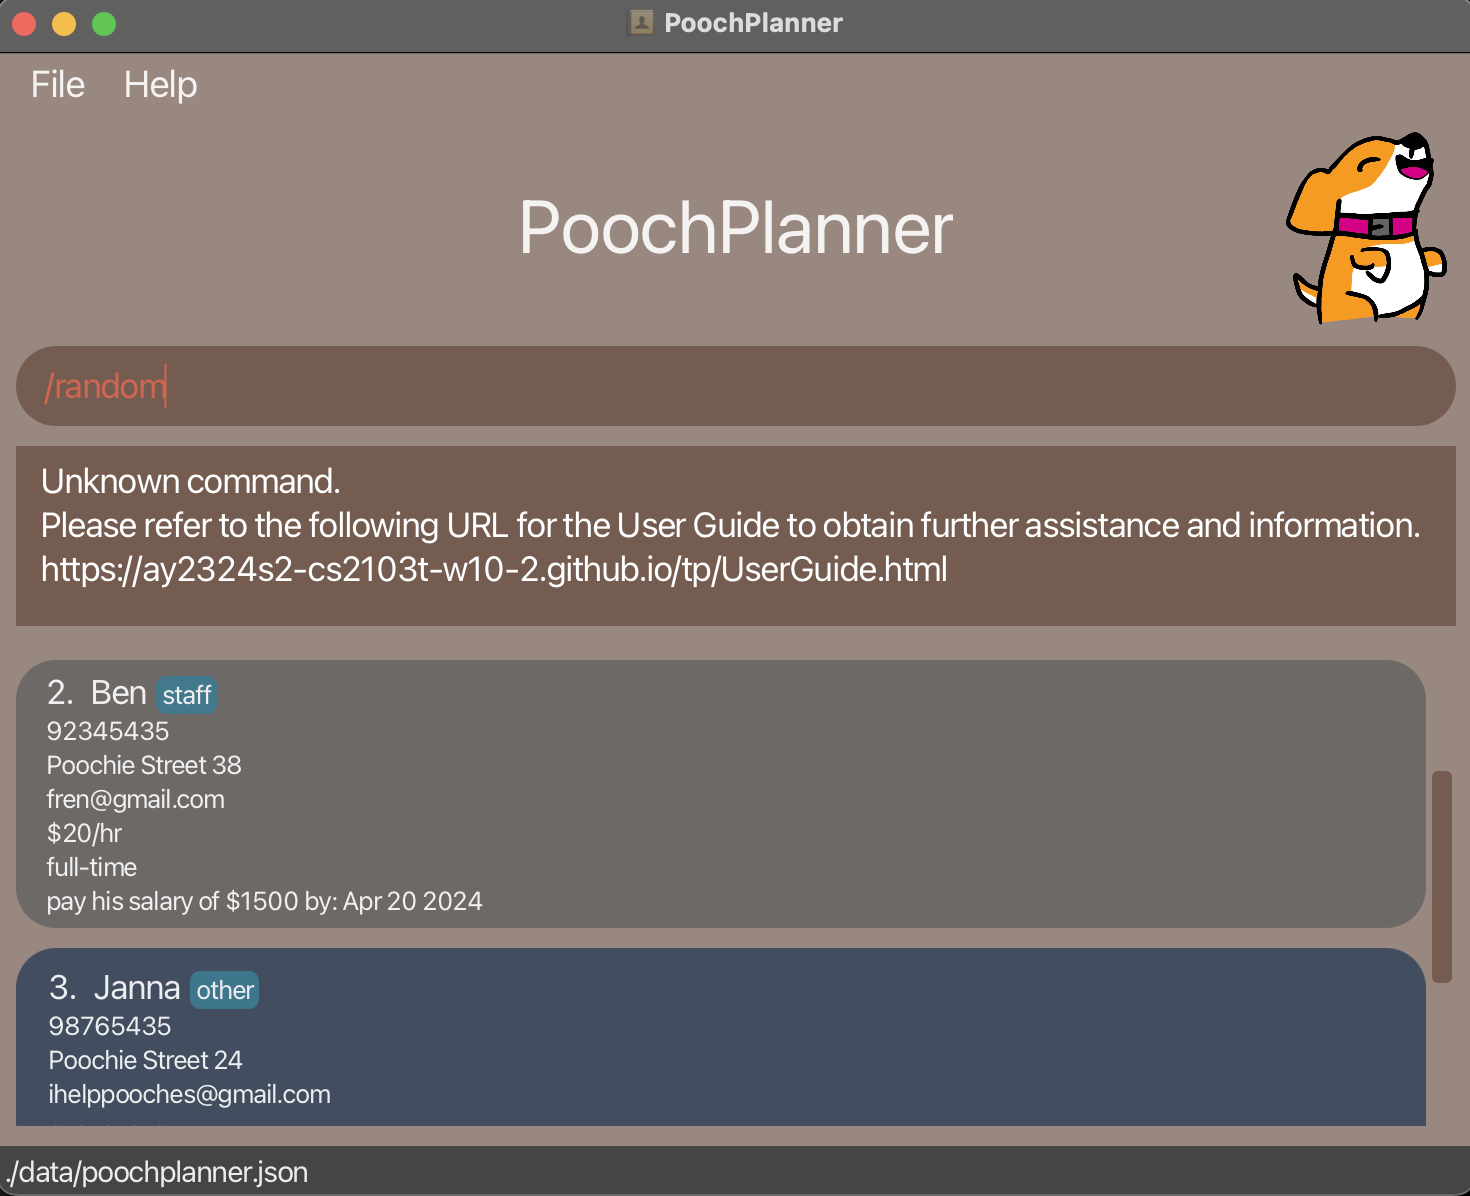 PoochPlanner
File Help
PoochPlanner
/random
Unknown command.
Please refer to the following URL for the User Guide to obtain further assistance and information.
https://ay2324s2-cs2103t-w10-2.github.io/tp/UserGuide.html
2. Ben staff
92345435
Poochie Street 38
fren@gmail.com
$20/hr
full-time
pay his salary of $1500 by: Apr 20 2024
3. Janna other
98765435
Poochie Street 24
ihelppooches@gmail.com
./data/poochplanner.json